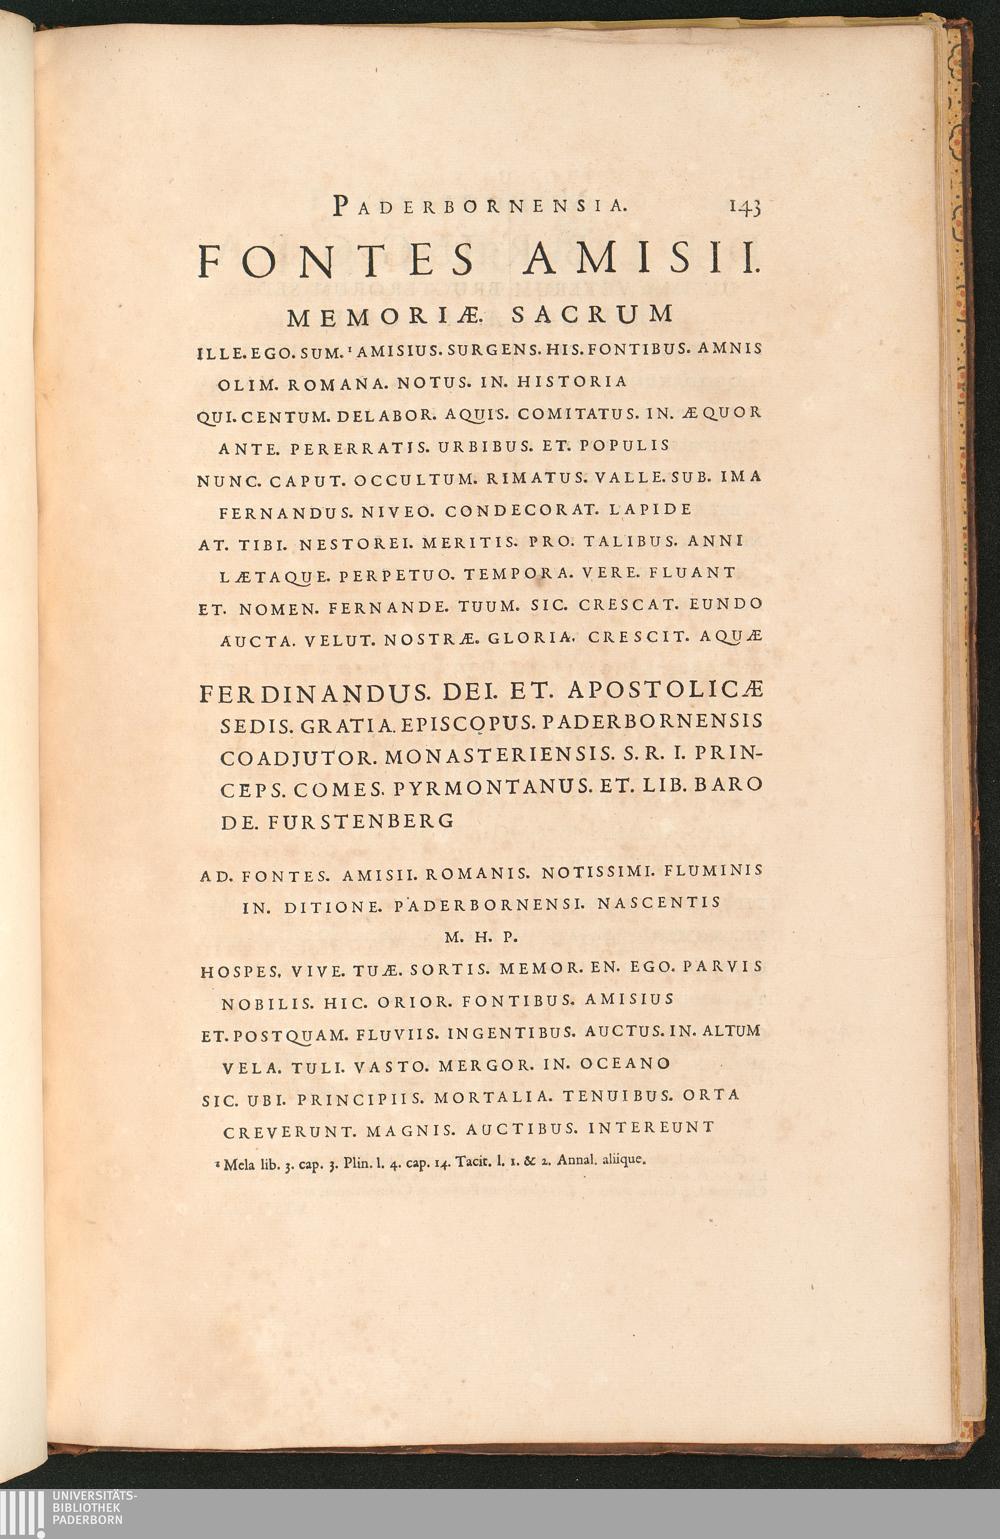 PADERBORNENSIA. 143
FONTES AMISII.
MEMORIÆ. SACRUM
ILLE. EGO. SUM. ¹ AMISIUS. SURGENS. HIS. FONTIBUS. AMNIS
OLIM. ROMANA. NOTUS. IN. HISTORIA
QUI. CENTUM. DELABOR. AQUIS. COMITATUS. IN. ÆQUOR
ANTE. PERERRATIS. URBIBUS. ET. POPULIS
NUNC. CAPUT. OCCULTUM. RIMATUS. VALLE. SUB. IMA
FERNANDUS. NIVEO. CONDECORAT. LAPIDE
AT. TIBI. NESTOREI. MERITIS. PRO. TALIBUS. ANNI
LÆTAQUE. PERPETUO. TEMPORA. VERE. FLUANT
ET. NOMEN. FERNANDE. TUUM. SIC. CRESCAT. EUNDO
AUCTA. VELUT. NOSTRÆ. GLORIA. CRESCIT. AQUÆ
FERDINANDUS. DEI. ET. APOSTOLICÆ
SEDIS. GRATIA. EPISCOPUS. PADERBORNENSIS
COADJUTOR. MONASTERIENSIS. S. R. I. PRIN-
CEPS. COMES. PYRMONTANUS. ET. LIB. BARO
DE. FURSTENBERG
AD. FONTES. AMISII. ROMANIS. NOTISSIMI. FLUMINIS
IN. DITIONE. PADERBORNENSI. NASCENTIS
M. H. P.
HOSPES, VIVE. TUÆ. SORTIS. MEMOR. EN. EGO. PARVIS
NOBILIS. HIC. ORIOR. FONTIBUS. AMISIUS
ET. POSTQUAM. FLUVIIS. INGENTIBUS. AUCTUS. IN. ALTUM
VELA. TULI. VASTO. MERGOR. IN. OCEANO
SIC. UBI. PRINCIPIIS. MORTALIA. TENUIBUS. ORTA
CREVERUNT. MAGNIS. AUCTIBUS. INTEREUNT
¹ Mela lib. 3. cap. 3. Plin. l. 4. cap. 14. Tacit. l. 1. & 2. Annal. aliique.
UNIVERSITÄTS-
BIBLIOTHEK
PADERBORN